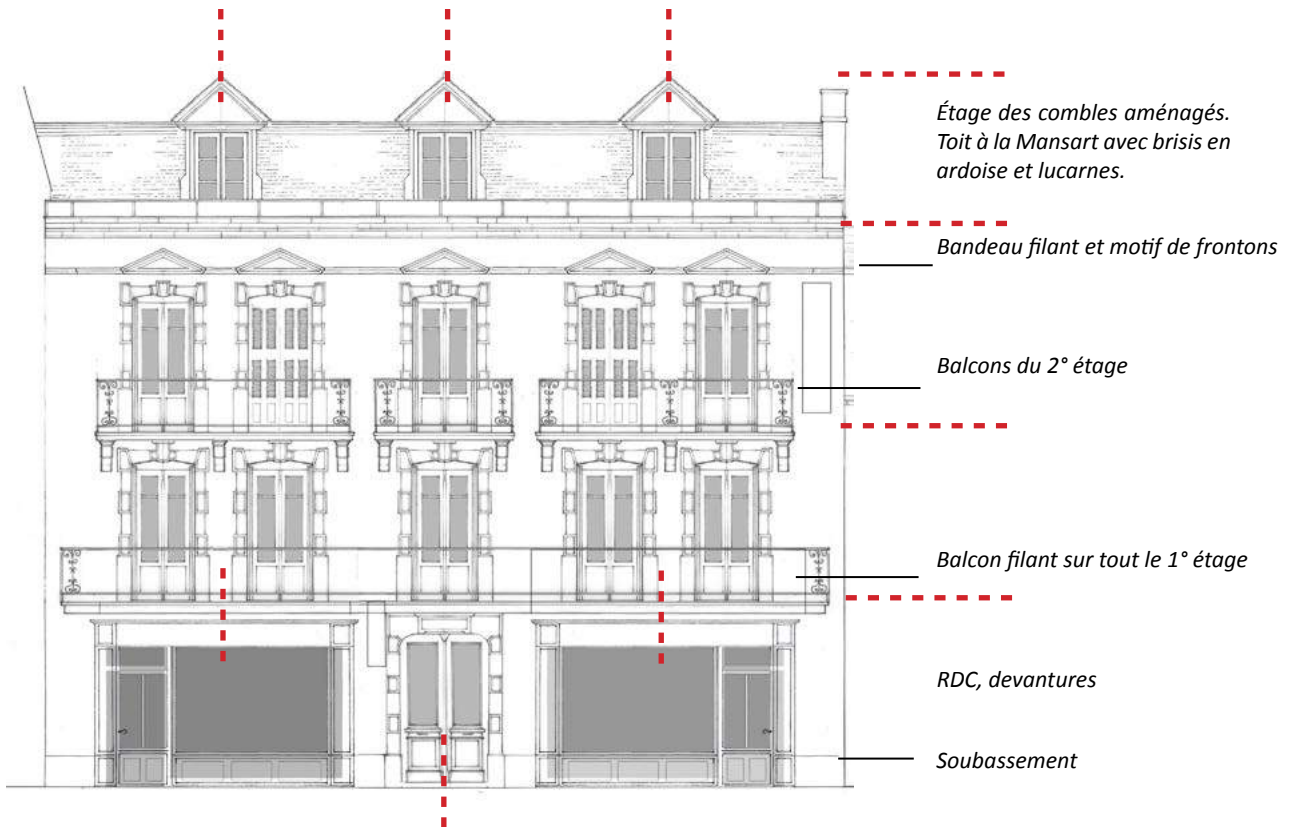 Étage des combles aménagés.
Toit à la Mansart avec brisis en
ardoise et lucarnes.
Bandeau filant et motif de frontons
Balcons du 2° étage
Balcon filant sur tout le 1° étage
RDC, devantures
Soubassement